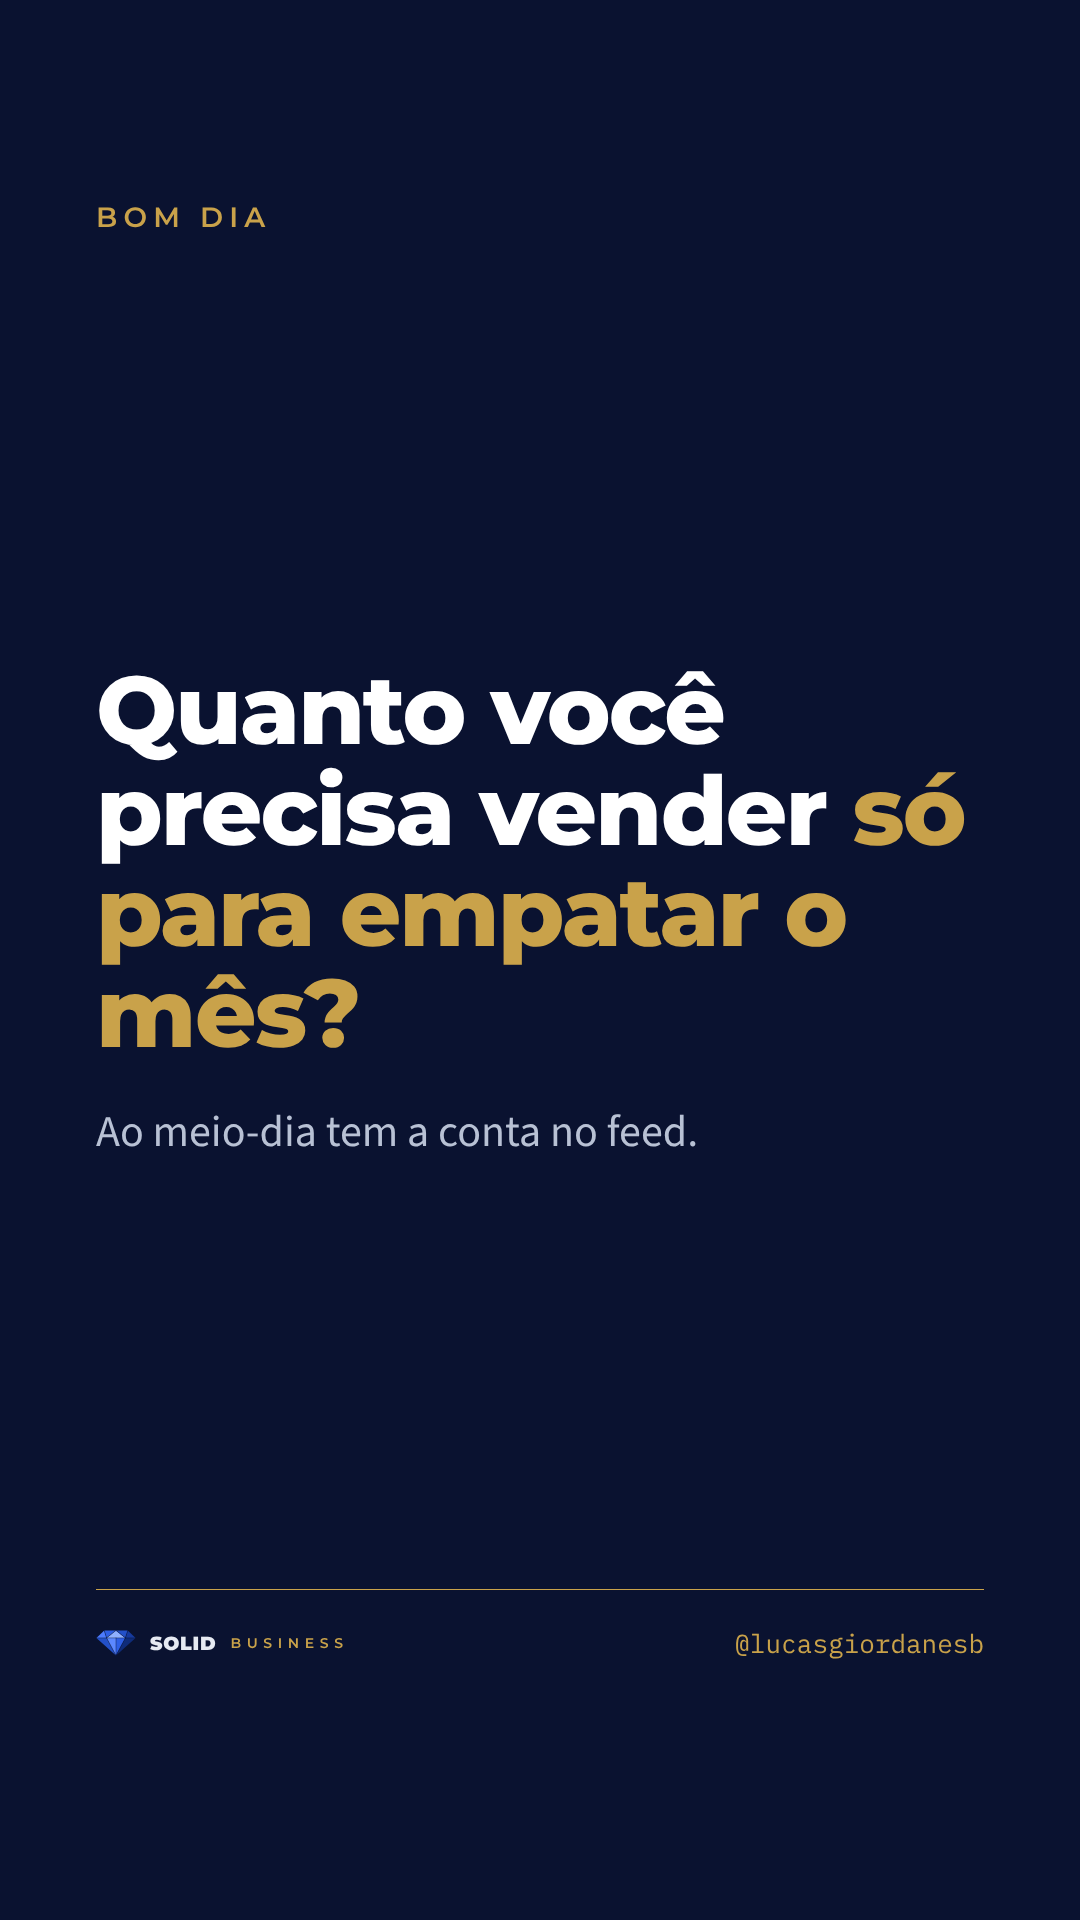 BOM DIA
Quanto você
precisa vender só
para empatar o
mês?
Ao meio-dia tem a conta no feed.
SOLID BUSINESS
@lucasgiordanesb